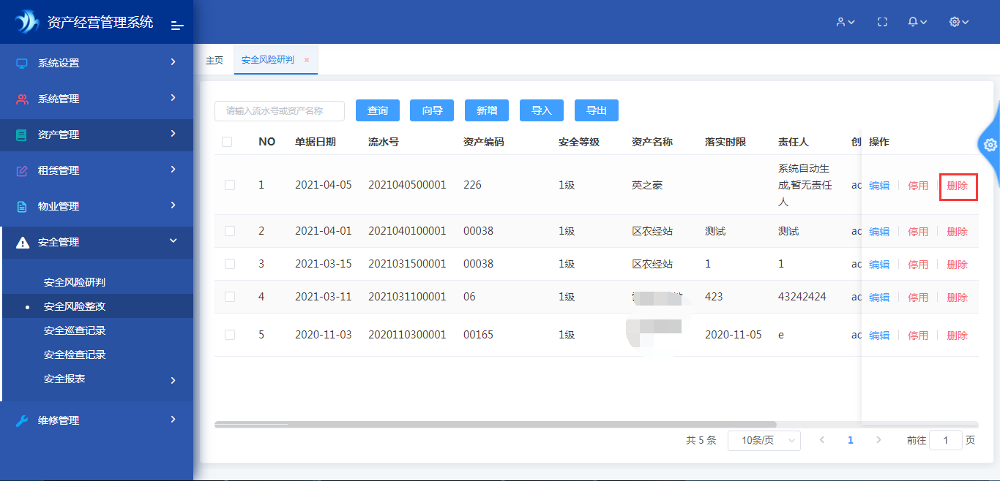 资产经营管理系统
系统设置
系统管理
资产管理
租赁管理
物业管理
安全管理
安全风险研判
安全风险整改
安全巡查记录
安全检查记录
安全报表
维修管理
主页 安全风险研判 ×
请输入流水号或资产名称 查询 向导 新增 导入 导出
NO 单据日期 流水号 资产编码 安全等级 资产名称 落实时限 责任人 创 操作
1 2021-04-05 2021040500001 226 1级 英之豪 系统自动生成,暂无责任人 ac 编辑 停用 删除
2 2021-04-01 2021040100001 00038 1级 区农经站 测试 测试 ac 编辑 停用 删除
3 2021-03-15 2021031500001 00038 1级 区农经站 1 1 ac 编辑 停用 删除
4 2021-03-11 2021031100001 06 1级 423 43242424 ac 编辑 停用 删除
5 2020-11-03 2020110300001 00165 1级 2020-11-05 e ac 编辑 停用 删除
共 5 条 10条/页 1 前往 1 页